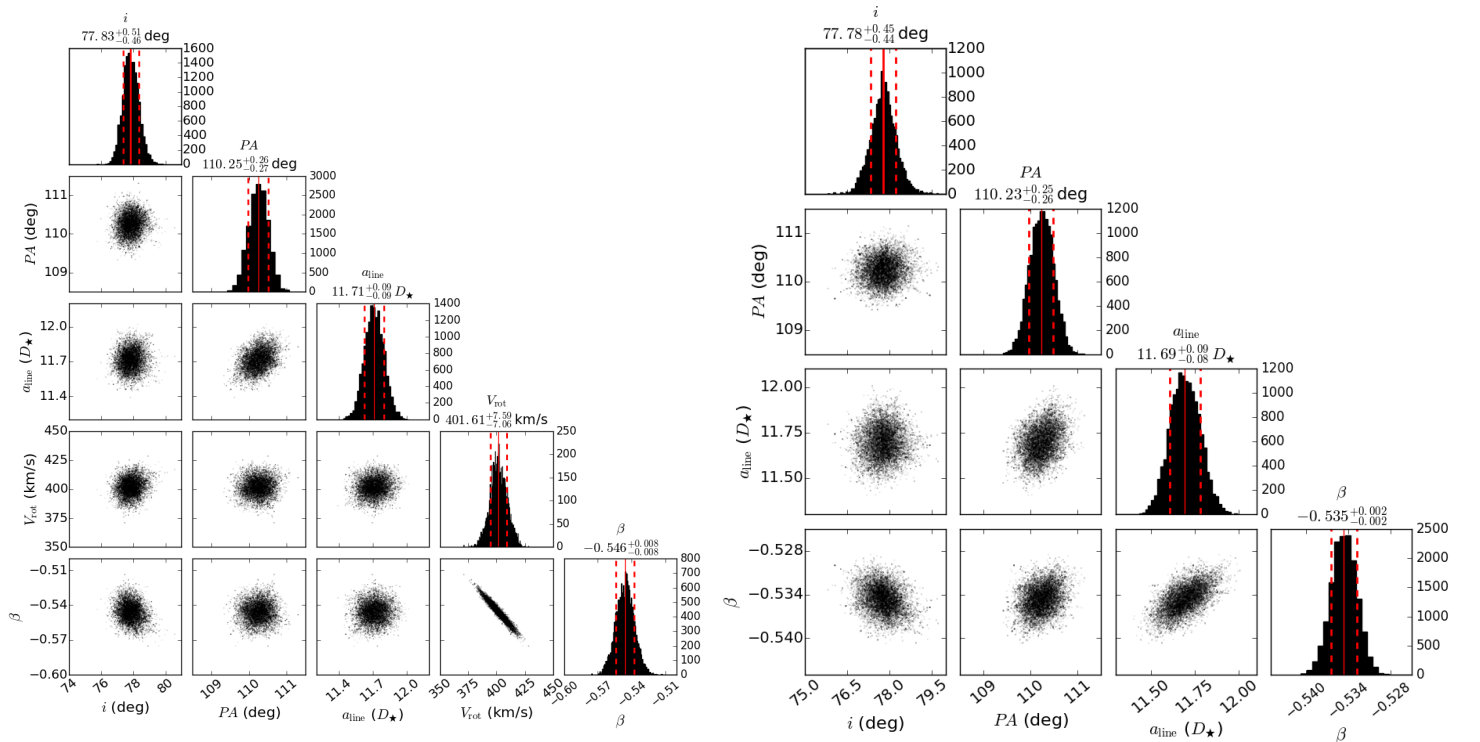 i
77.83 +0.51 −0.46 deg
1600
1400
1200
1000
800
600
400
200
0
PA
110.25 +0.26 −0.27 deg
3000
2500
2000
1500
1000
500
0
111
110
109
PA (deg)
a_line
11.71 +0.09 −0.09 D★
1400
1200
1000
800
600
400
200
0
12.0
11.7
11.4
a_line (D★)
V_rot
401.61 +7.59 −7.06 km/s
250
200
150
100
50
0
450
425
400
375
350
V_rot (km/s)
β
−0.546 +0.008 −0.008
800
700
600
500
400
300
200
100
0
−0.51
−0.54
−0.57
−0.60
β
74 76 78 80
i (deg)
109 110 111
PA (deg)
11.4 11.7 12.0
a_line (D★)
350 375 400 425 450
V_rot (km/s)
−0.60 −0.57 −0.54 −0.51
β
i
77.78 +0.45 −0.44 deg
1200
1000
800
600
400
200
0
PA
110.23 +0.25 −0.26 deg
1200
1000
800
600
400
200
0
111
110
109
PA (deg)
a_line
11.69 +0.09 −0.08 D★
1200
1000
800
600
400
200
0
12.00
11.75
11.50
a_line (D★)
β
−0.535 +0.002 −0.002
2500
2000
1500
1000
500
0
−0.528
−0.534
−0.540
β
75.0 76.5 78.0 79.5
i (deg)
109 110 111
PA (deg)
11.50 11.75 12.00
a_line (D★)
−0.540 −0.534 −0.528
β